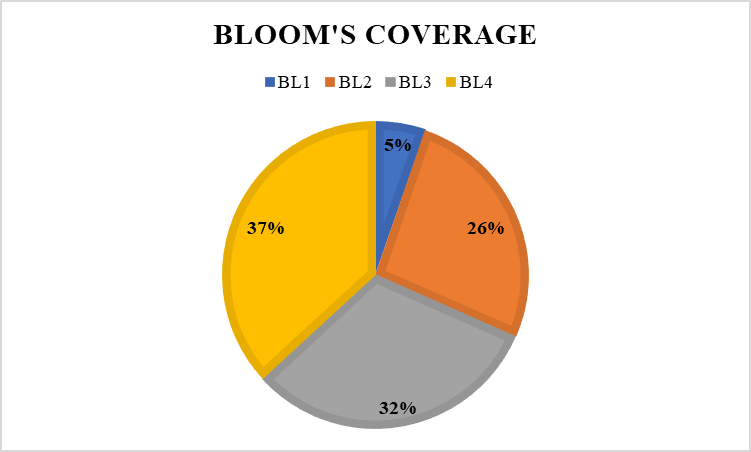 BLOOM'S COVERAGE
BL1 BL2 BL3 BL4
5%
37% 26%
32%